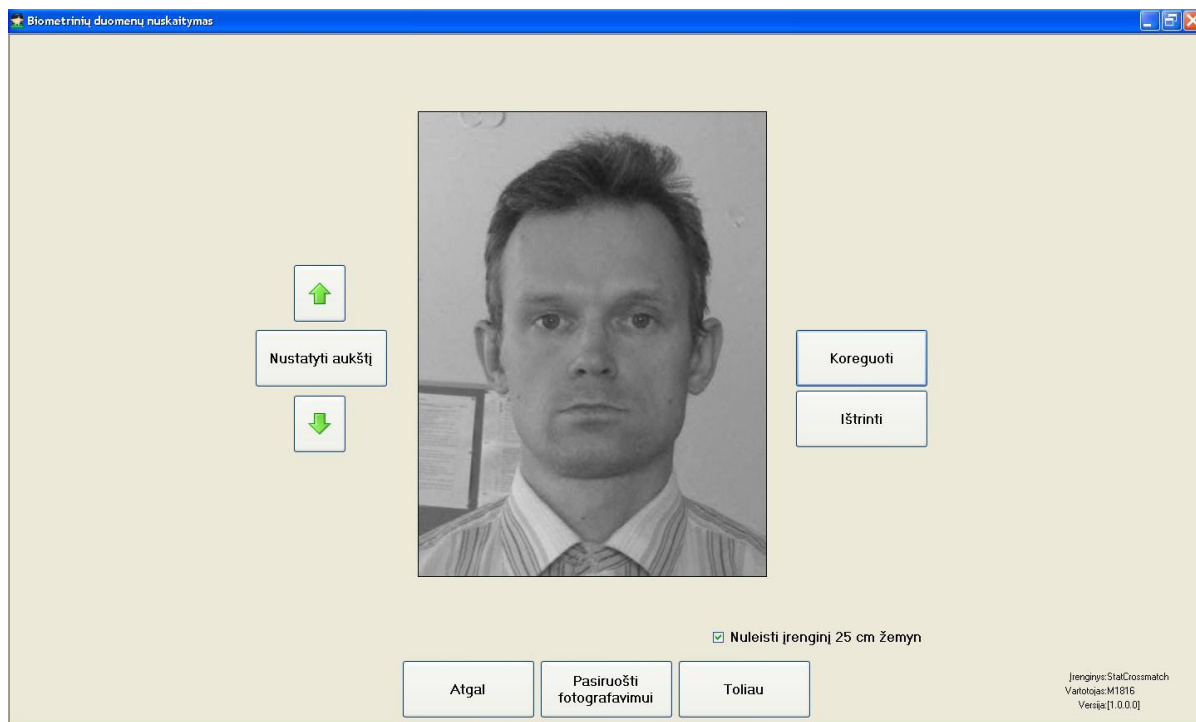 Biometrinių duomenų nuskaitymas
Nustatyti aukštį
Koreguoti
Ištrinti
Nuleisti įrenginį 25 cm žemyn
Atgal
Pasiruošti
fotografavimui
Toliau
Įrenginys:StatCrossmatch
Vartotojas:M1816
Versija:[1.0.0.0]